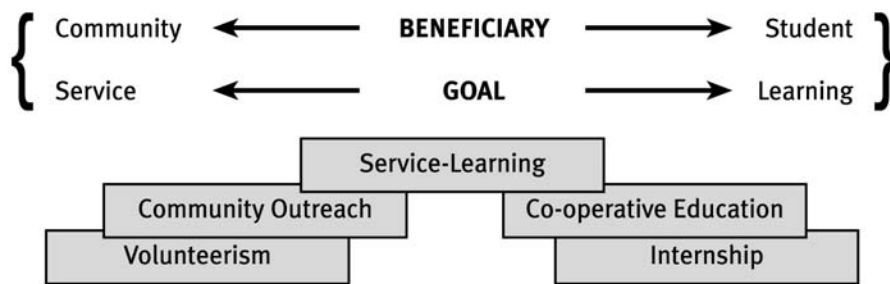 Community BENEFICIARY Student
Service GOAL Learning
Service-Learning
Community Outreach Co-operative Education
Volunteerism Internship